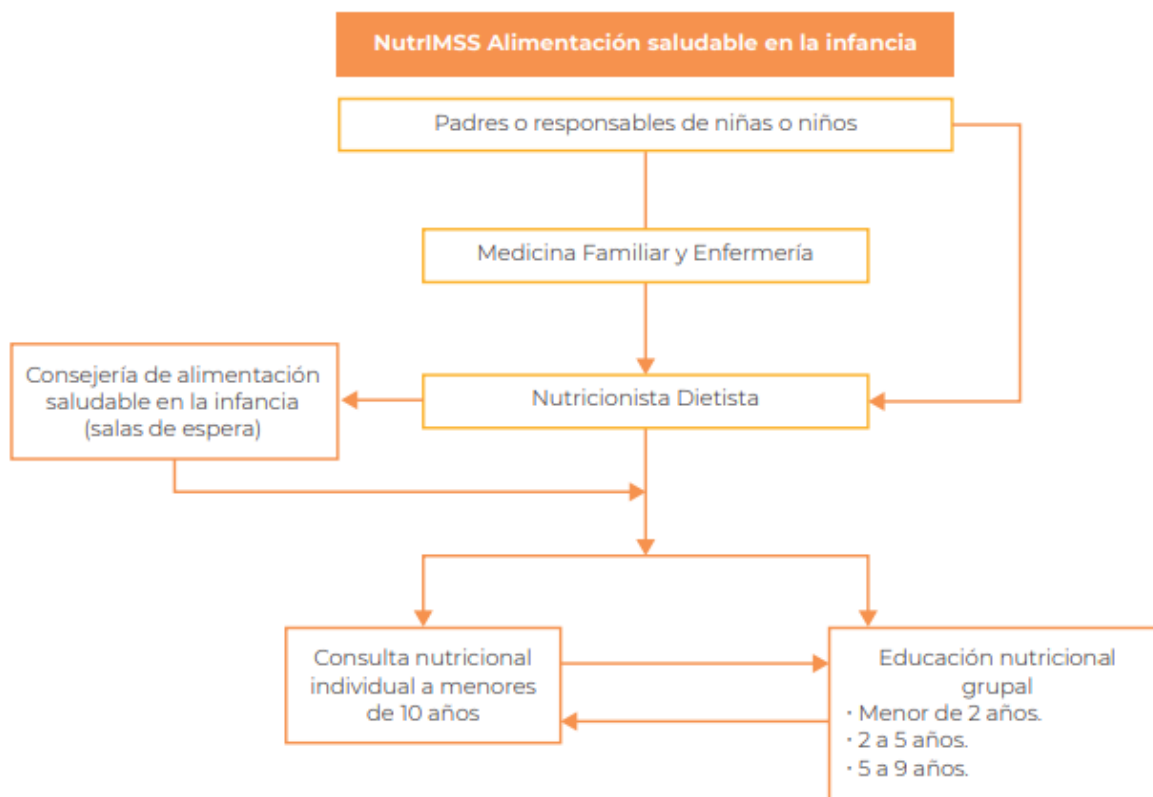 NutrIMSS Alimentación saludable en la infancia
Padres o responsables de niñas o niños
Medicina Familiar y Enfermería
Consejería de alimentación
saludable en la infancia
(salas de espera)
Nutricionista Dietista
Consulta nutricional
individual a menores
de 10 años
Educación nutricional
grupal
· Menor de 2 años.
· 2 a 5 años.
· 5 a 9 años.